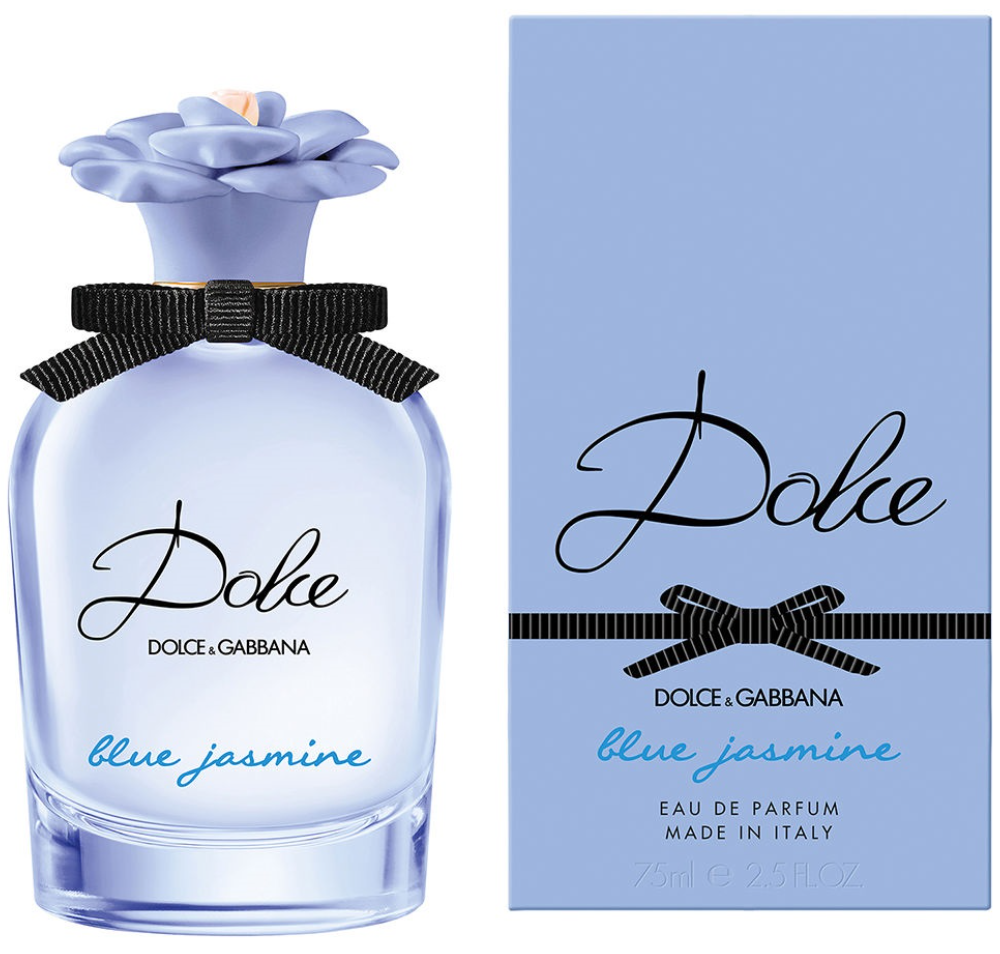 Dolce
DOLCE & GABBANA
blue jasmine
Dolce
DOLCE & GABBANA
blue jasmine
EAU DE PARFUM
MADE IN ITALY
75ml e 2.5 FL.OZ.